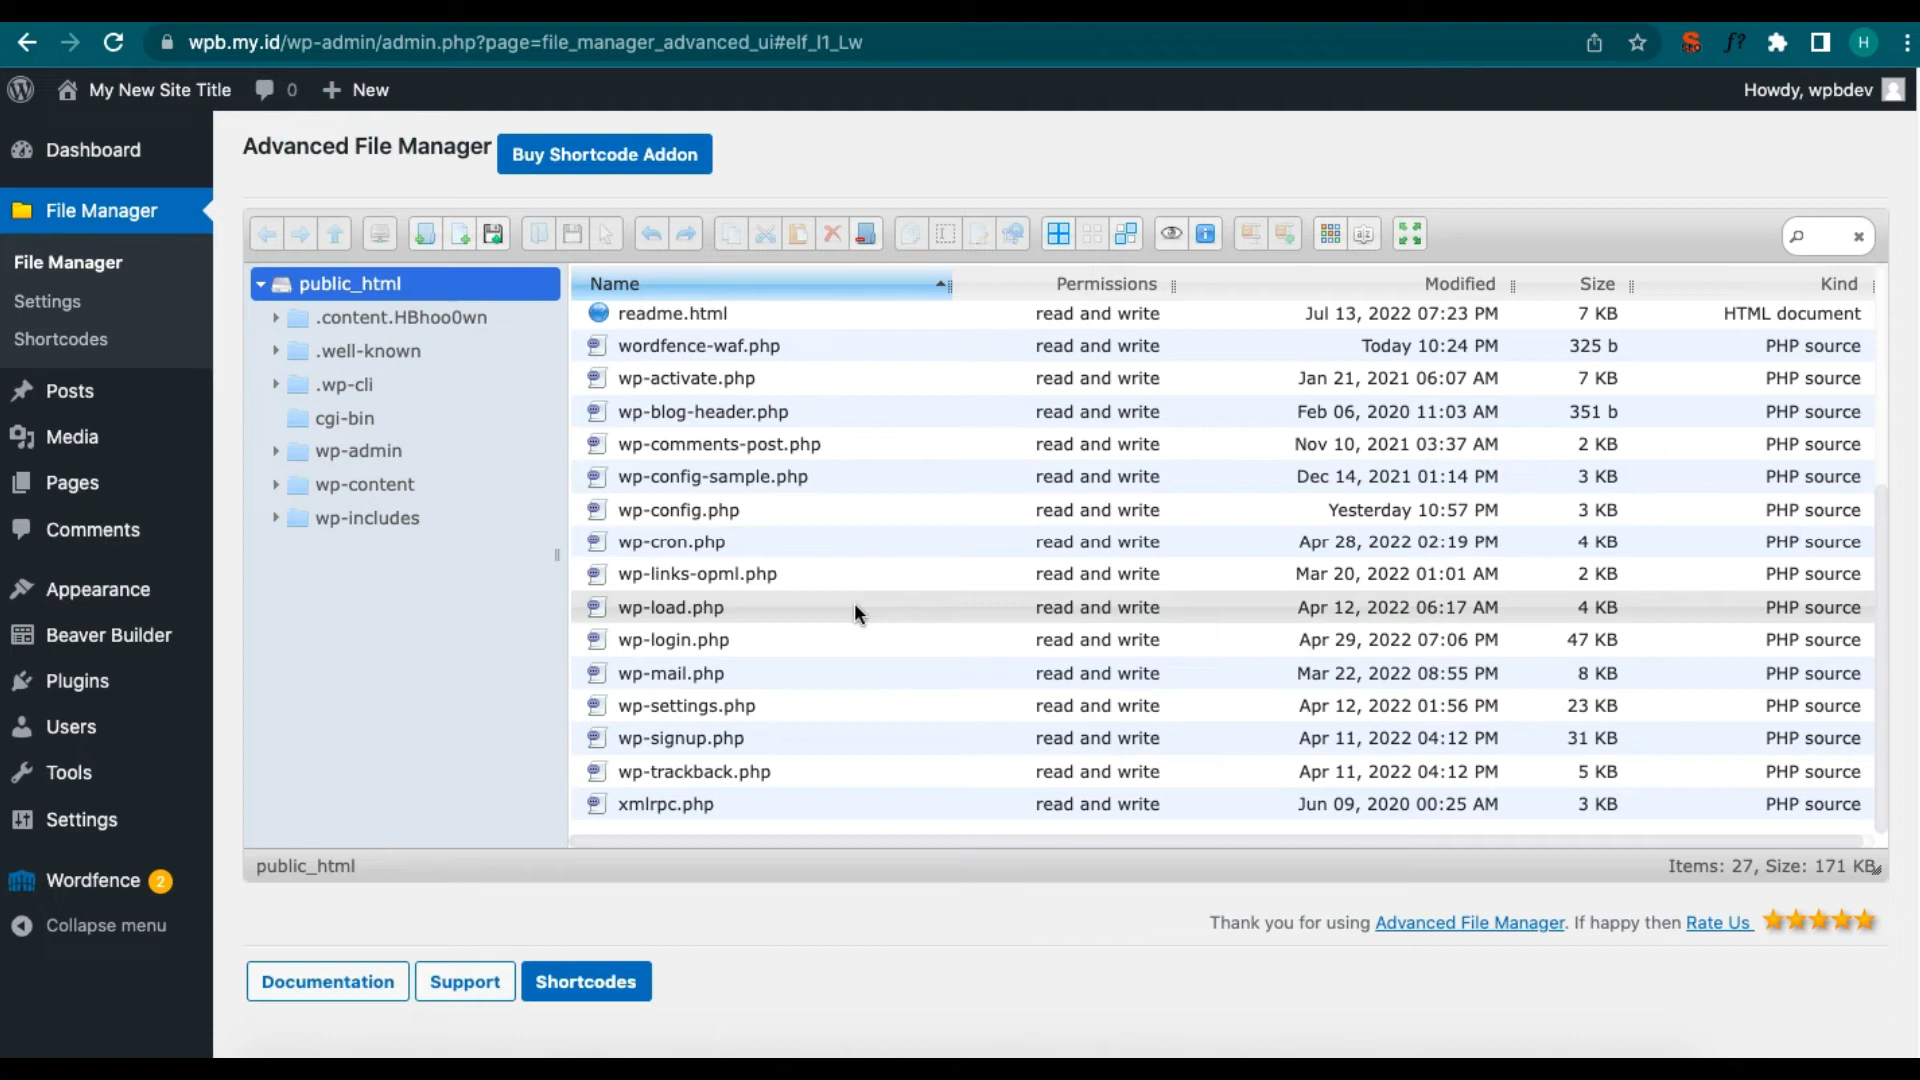 wpb.my.id/wp-admin/admin.php?page=file_manager_advanced_ui#elf_l1_Lw
H
My New Site Title 0 New
Howdy, wpbdev
Dashboard
File Manager
File Manager
Settings
Shortcodes
Posts
Media
Pages
Comments
Appearance
Beaver Builder
Plugins
Users
Tools
Settings
Wordfence 2
Collapse menu
Advanced File Manager Buy Shortcode Addon
public_html
.content.HBhoo0wn
.well-known
.wp-cli
cgi-bin
wp-admin
wp-content
wp-includes
Name Permissions Modified Size Kind
readme.html read and write Jul 13, 2022 07:23 PM 7 KB HTML document
wordfence-waf.php read and write Today 10:24 PM 325 b PHP source
wp-activate.php read and write Jan 21, 2021 06:07 AM 7 KB PHP source
wp-blog-header.php read and write Feb 06, 2020 11:03 AM 351 b PHP source
wp-comments-post.php read and write Nov 10, 2021 03:37 AM 2 KB PHP source
wp-config-sample.php read and write Dec 14, 2021 01:14 PM 3 KB PHP source
wp-config.php read and write Yesterday 10:57 PM 3 KB PHP source
wp-cron.php read and write Apr 28, 2022 02:19 PM 4 KB PHP source
wp-links-opml.php read and write Mar 20, 2022 01:01 AM 2 KB PHP source
wp-load.php read and write Apr 12, 2022 06:17 AM 4 KB PHP source
wp-login.php read and write Apr 29, 2022 07:06 PM 47 KB PHP source
wp-mail.php read and write Mar 22, 2022 08:55 PM 8 KB PHP source
wp-settings.php read and write Apr 12, 2022 01:56 PM 23 KB PHP source
wp-signup.php read and write Apr 11, 2022 04:12 PM 31 KB PHP source
wp-trackback.php read and write Apr 11, 2022 04:12 PM 5 KB PHP source
xmlrpc.php read and write Jun 09, 2020 00:25 AM 3 KB PHP source
public_html
Items: 27, Size: 171 KB
Thank you for using Advanced File Manager. If happy then Rate Us
Documentation Support Shortcodes